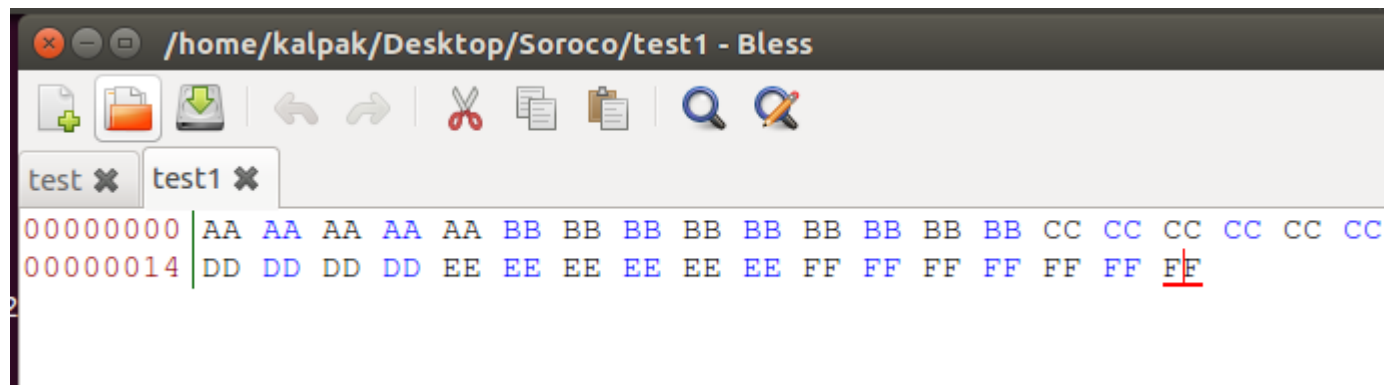 /home/kalpak/Desktop/Soroco/test1 - Bless
test test1
00000000 AA AA AA AA AA BB BB BB BB BB BB BB BB BB CC CC CC CC CC CC
00000014 DD DD DD DD EE EE EE EE EE EE FF FF FF FF FF FF FF